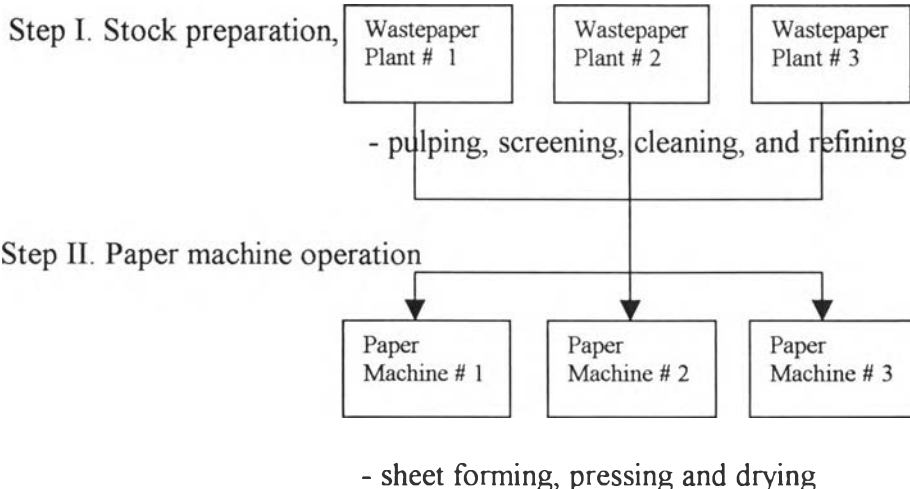 Step I. Stock preparation,
Wastepaper
Plant # 1
Wastepaper
Plant # 2
Wastepaper
Plant # 3
- pulping, screening, cleaning, and refining
Step II. Paper machine operation
Paper
Machine # 1
Paper
Machine # 2
Paper
Machine # 3
- sheet forming, pressing and drying